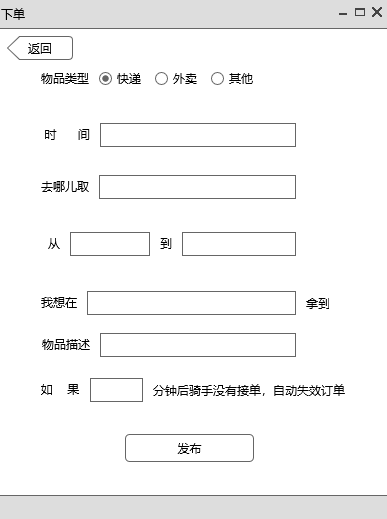 下单
返回
物品类型 快递 外卖 其他
时 间
去哪儿取
从 到
我想在 拿到
物品描述
如 果 分钟后骑手没有接单，自动失效订单
发布